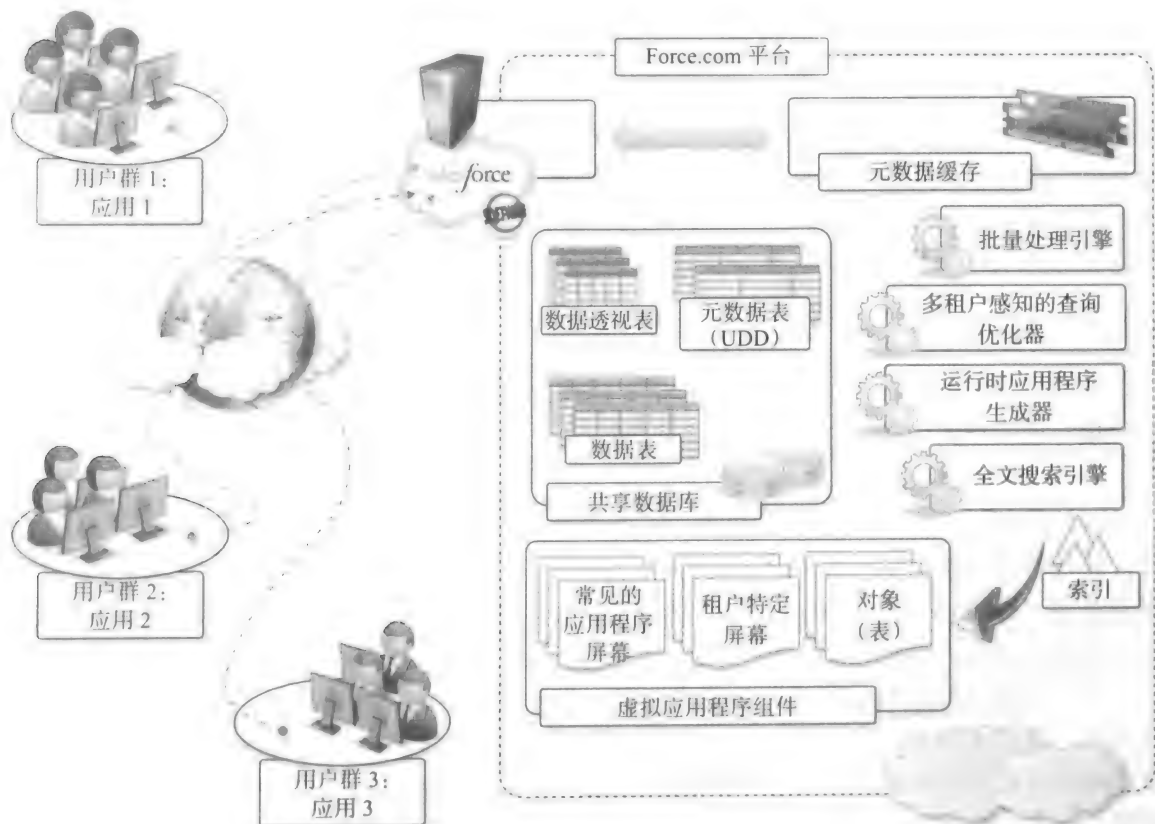 Force.com 平台
用户群 1:
应用 1
force
元数据缓存
批量处理引擎
数据透视表
元数据表
（UDD）
多租户感知的查询
优化器
运行时应用程序
生成器
数据表
全文搜索引擎
共享数据库
用户群 2:
应用 2
常见的
应用程序
屏幕
租户特定
屏幕
对象
（表）
索引
虚拟应用程序组件
用户群 3:
应用 3